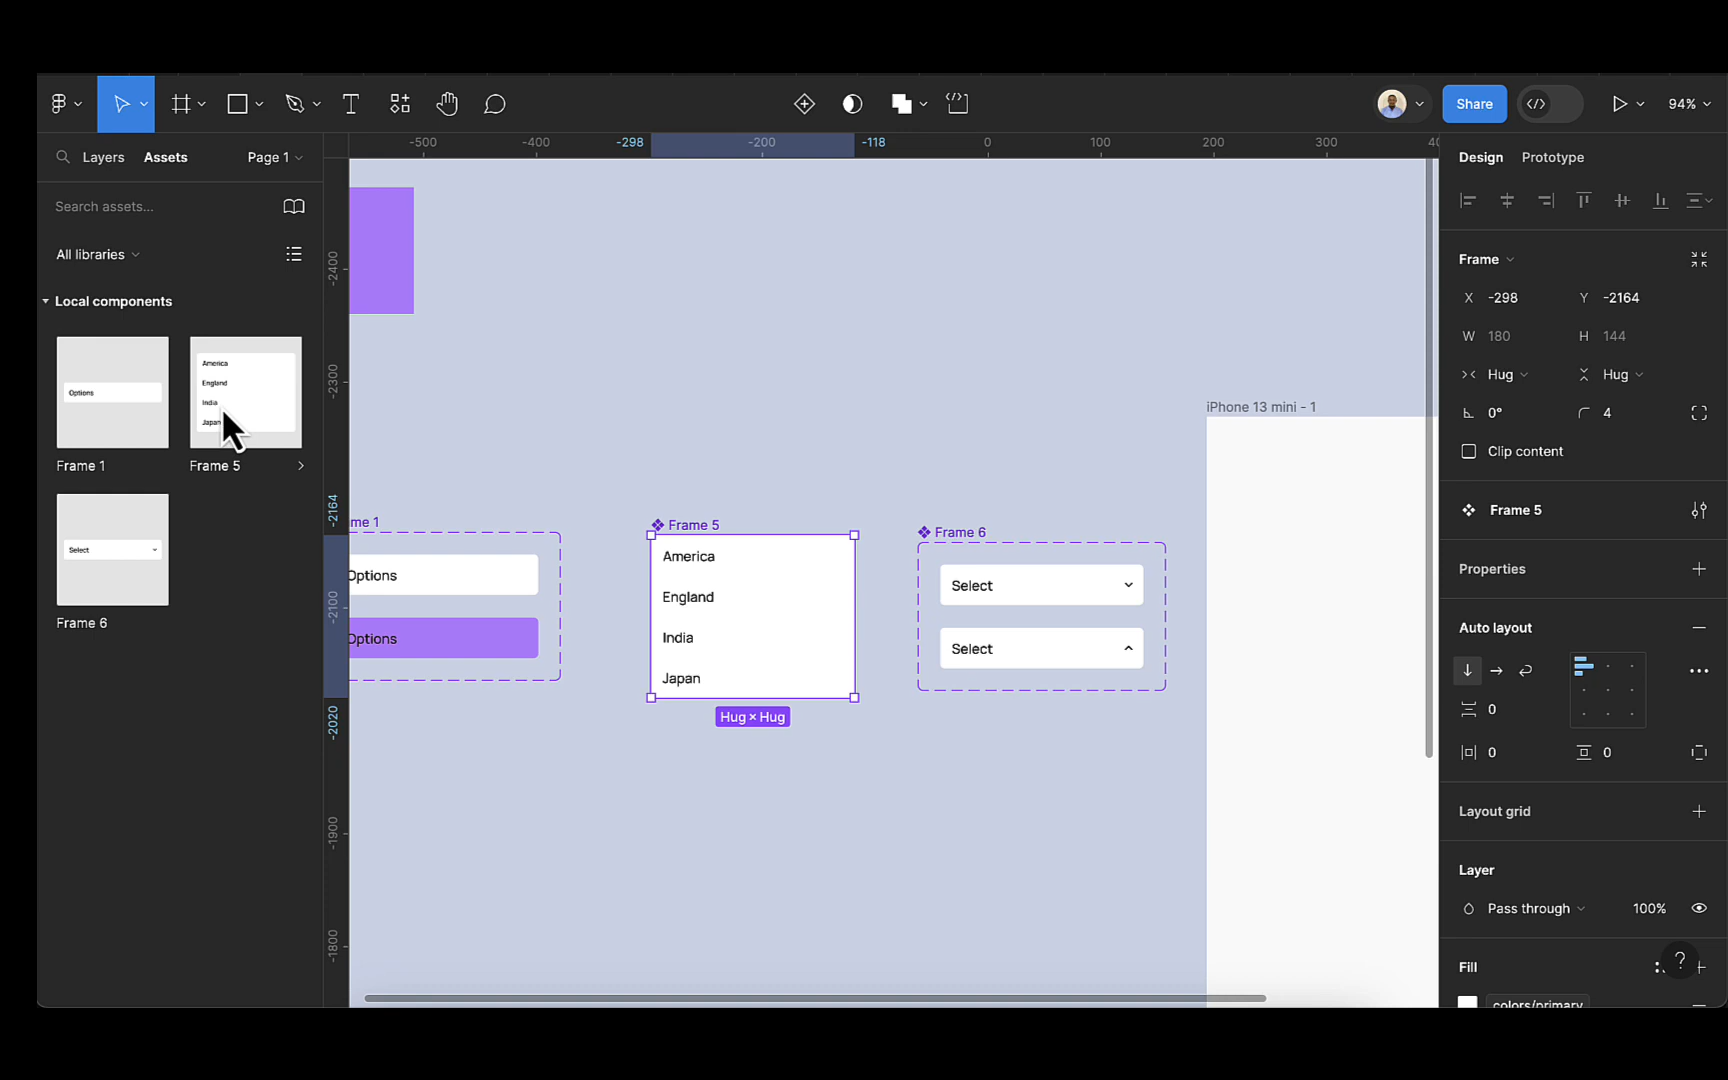 Share
94%
Layers
Assets
Page 1
-500
-400
-298
-200
-118
0
100
200
300
40
Design
Prototype
Search assets...
All libraries
Local components
Options
Frame 1
America
England
India
Japan
Frame 5
Select
Frame 6
-2400
-2300
-2164
-2100
-2020
-1900
-1800
me 1
Options
Options
Frame 5
America
England
India
Japan
Hug × Hug
Frame 6
Select
Select
iPhone 13 mini - 1
Frame
X -298
Y -2164
W 180
H 144
Hug
Hug
0°
4
Clip content
Frame 5
Properties
Auto layout
0
0
0
Layout grid
Layer
Pass through
100%
Fill
?
colors/primary